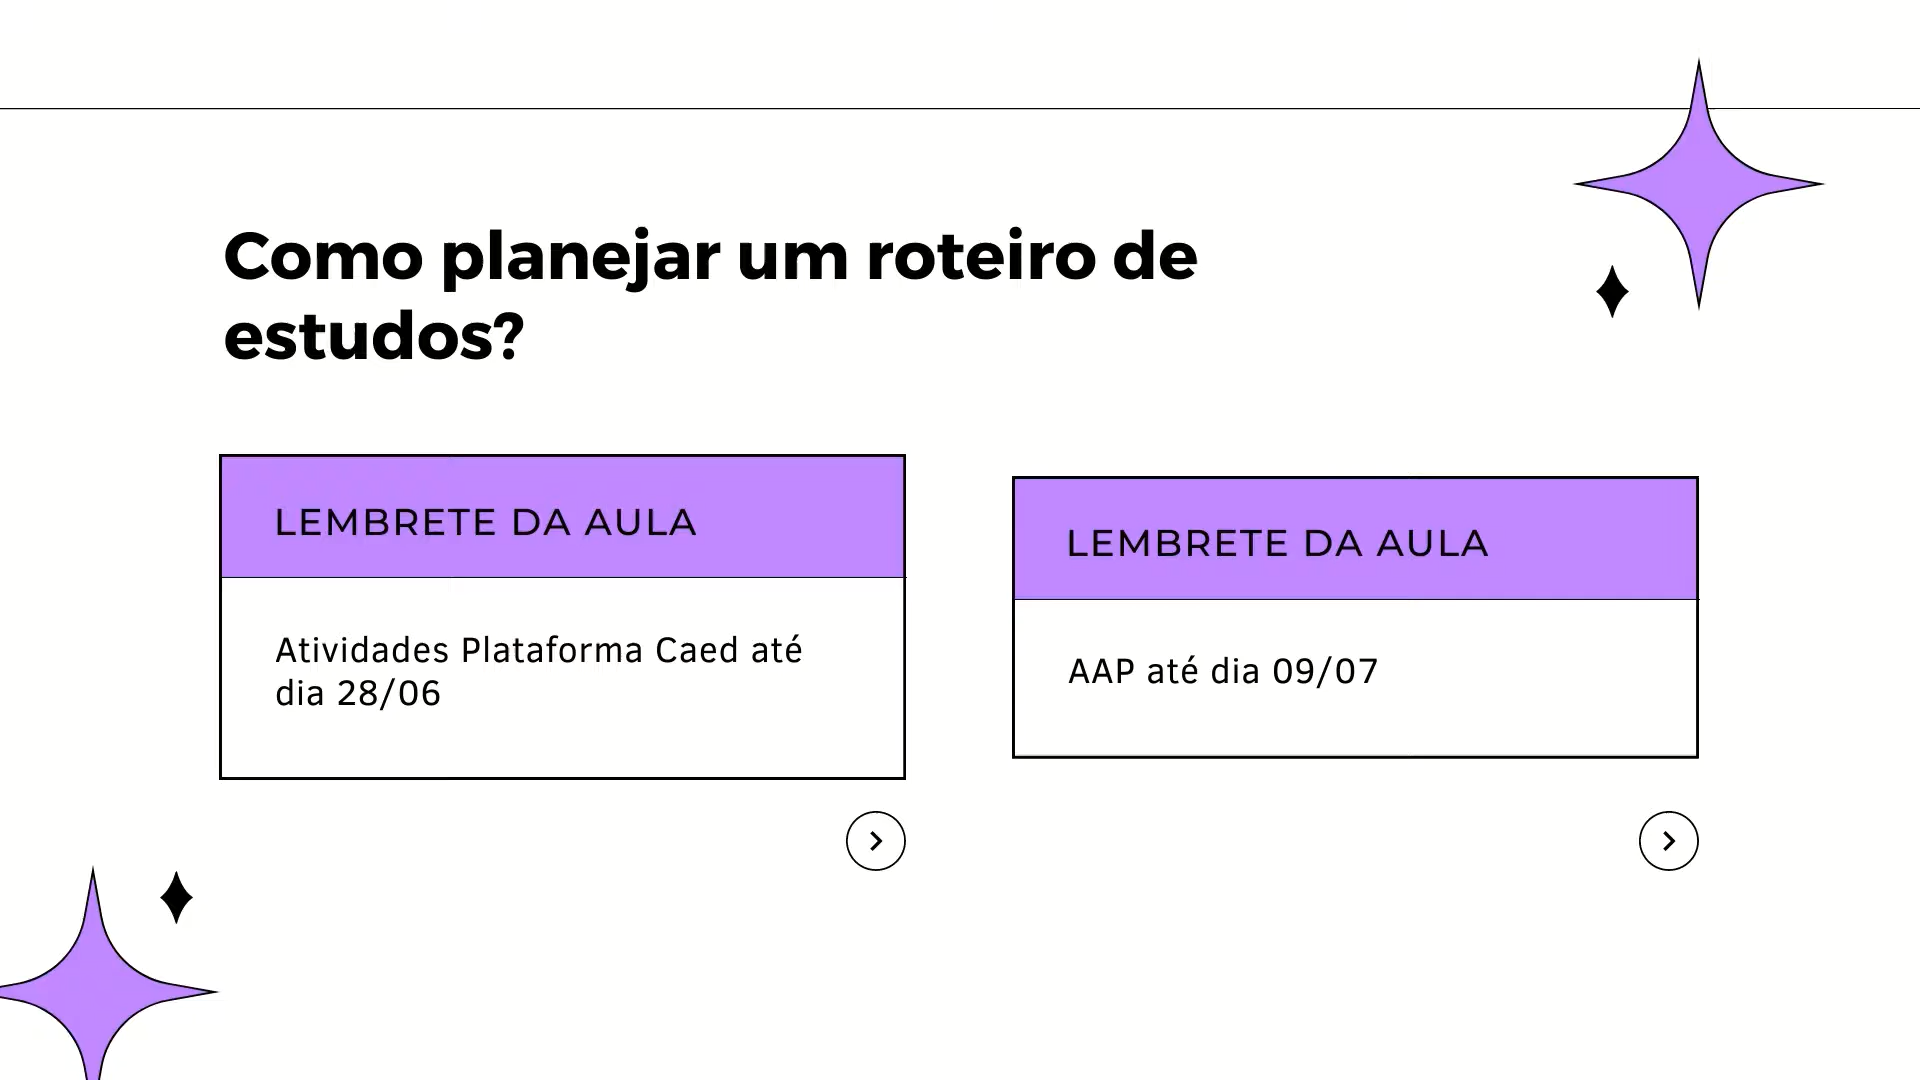 Como planejar um roteiro de
estudos?
LEMBRETE DA AULA
Atividades Plataforma Caed até
dia 28/06
LEMBRETE DA AULA
AAP até dia 09/07